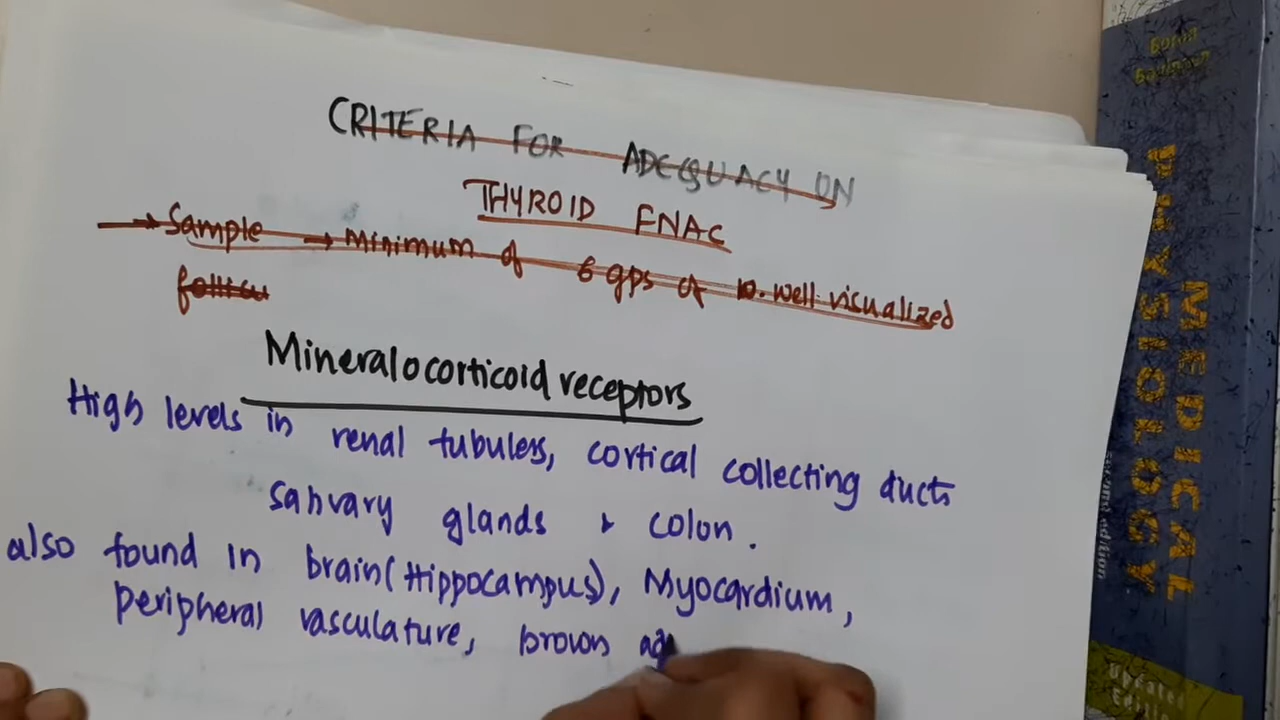 CRITERIA FOR ADEQUACY ON
THYROID FNAC
Sample → Minimum of 6 gps of 10. well visualized
Mineralocorticoid receptors
High levels in renal tubules, cortical collecting ducts
salivary glands & colon.
also found in brain(Hippocampus), Myocardium,
peripheral vasculature, brown
MEDICAL
PHYSIOLOGY
Boron
Boulpaep
Updated